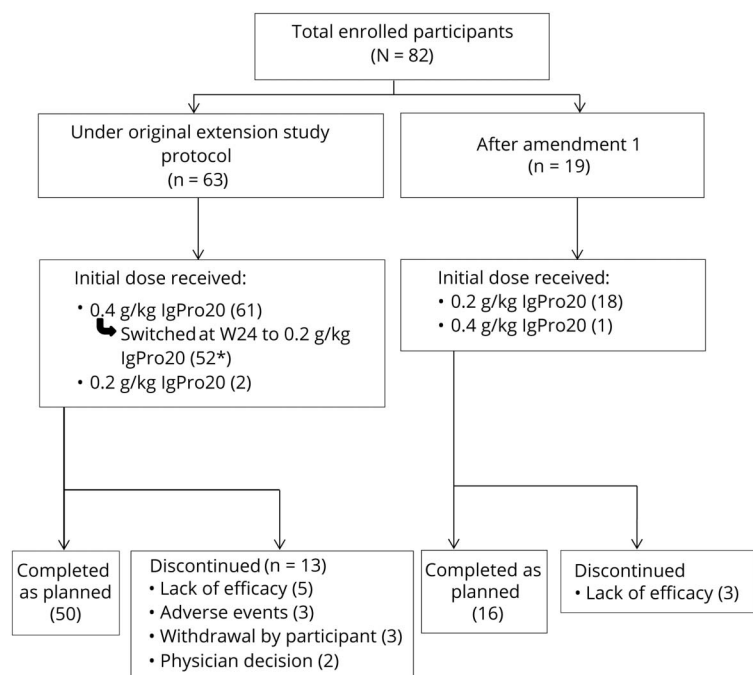 Total enrolled participants
(N = 82)
Under original extension study
protocol
(n = 63)
After amendment 1
(n = 19)
Initial dose received:
• 0.4 g/kg IgPro20 (61)
Switched at W24 to 0.2 g/kg
IgPro20 (52*)
• 0.2 g/kg IgPro20 (2)
Initial dose received:
• 0.2 g/kg IgPro20 (18)
• 0.4 g/kg IgPro20 (1)
Completed
as planned
(50)
Discontinued (n = 13)
• Lack of efficacy (5)
• Adverse events (3)
• Withdrawal by participant (3)
• Physician decision (2)
Completed as
planned
(16)
Discontinued
• Lack of efficacy (3)